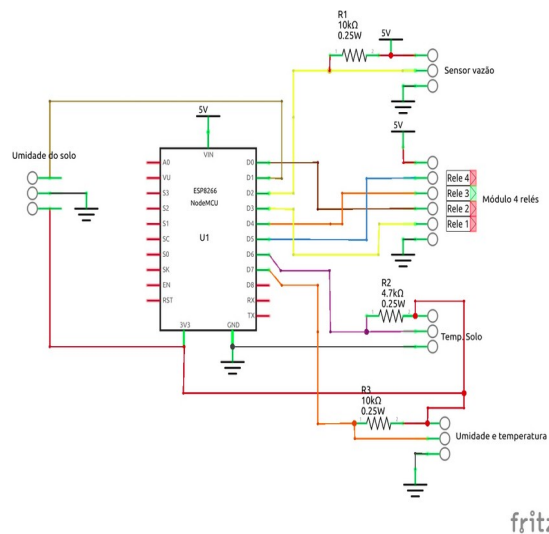 R1
10kΩ
0.25W
5V
Sensor vazão
5V
5V
Umidade do solo
VIN
A0
VU
S3
S2
S1
SC
S0
SK
EN
RST
ESP8266
NodeMCU
U1
D0
D1
D2
D3
D4
D5
D6
D7
D8
RX
TX
3V3
GND
Rele 4
Rele 3
Rele 2
Rele 1
Módulo 4 relés
R2
4.7kΩ
0.25W
Temp. Solo
R3
10kΩ
0.25W
Umidade e temperatura
fritz